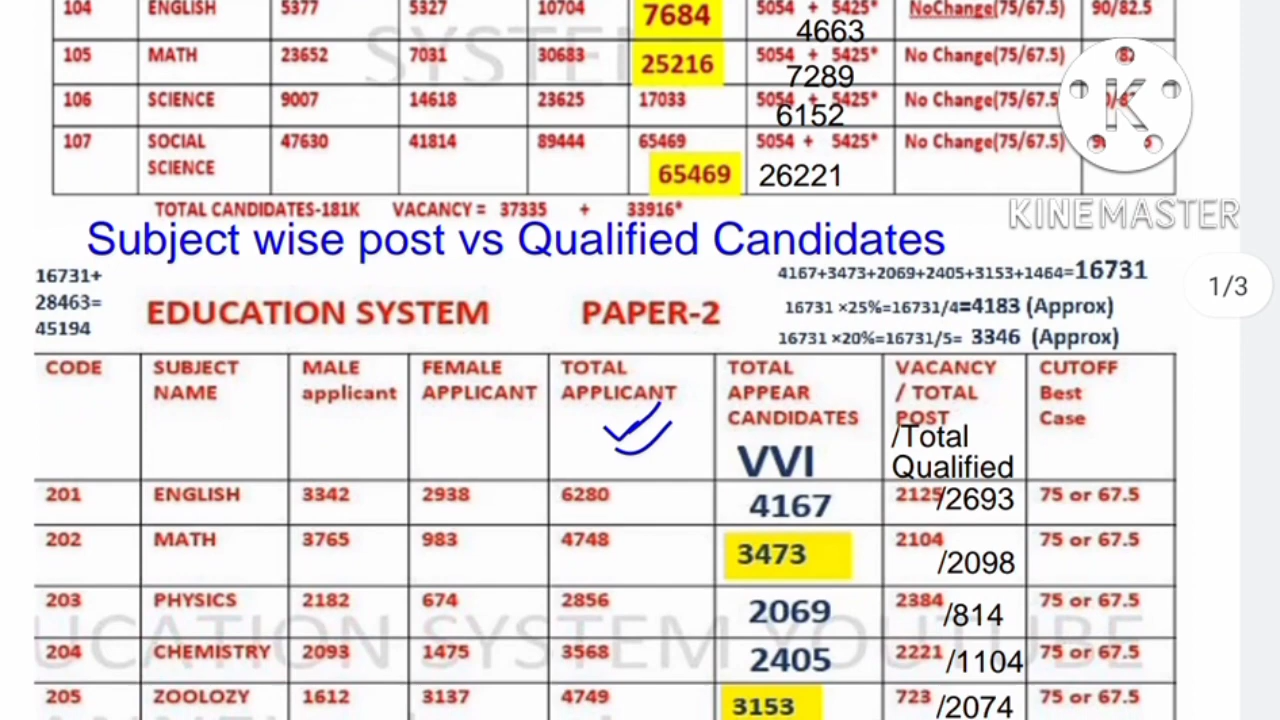 104 ENGLISH 5377 5327 10704 7684 5054 + 5425* NoChange(75/67.5) 90/82.5
4663
105 MATH 23652 7031 30683 25216 5054 + 5425* No Change(75/67.5)
7289
106 SCIENCE 9007 14618 23625 17033 5054 + 5425* No Change(75/67.5
6152
107 SOCIAL SCIENCE 47630 41814 89444 65469 5054 + 5425* No Change(75/67.5)
65469 26221
TOTAL CANDIDATES-181K VACANCY = 37335 + 33916*
K
KINEMASTER
Subject wise post vs Qualified Candidates
16731+
28463=
45194
4167+3473+2069+2405+3153+1464=16731
16731 ×25%=16731/4=4183 (Approx)
16731 ×20%=16731/5= 3346 (Approx)
1/3
EDUCATION SYSTEM PAPER-2
CODE SUBJECT NAME MALE applicant FEMALE APPLICANT TOTAL APPLICANT TOTAL APPEAR CANDIDATES VACANCY / TOTAL POST CUTOFF Best Case
VVI /Total Qualified
201 ENGLISH 3342 2938 6280 4167 2125/2693 75 or 67.5
202 MATH 3765 983 4748 3473 2104/2098 75 or 67.5
203 PHYSICS 2182 674 2856 2069 2384/814 75 or 67.5
204 CHEMISTRY 2093 1475 3568 2405 2221/1104 75 or 67.5
205 ZOOLOZY 1612 3137 4749 3153 723/2074 75 or 67.5
SYSTEM
UCATION SYSTEM YOUTUBE